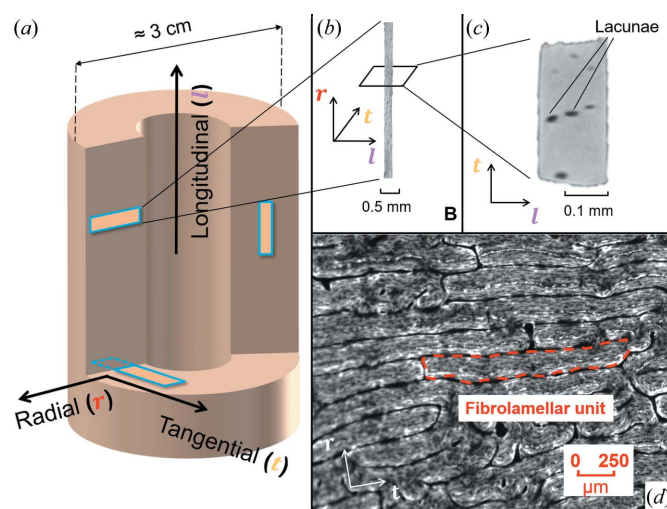 (a)
≈ 3 cm
Longitudinal (l)
Radial (r)
Tangential (t)
(b)
r
t
l
0.5 mm
B
(c)
Lacunae
t
l
0.1 mm
Fibrolamellar unit
r
t
0 250
μm
(d)